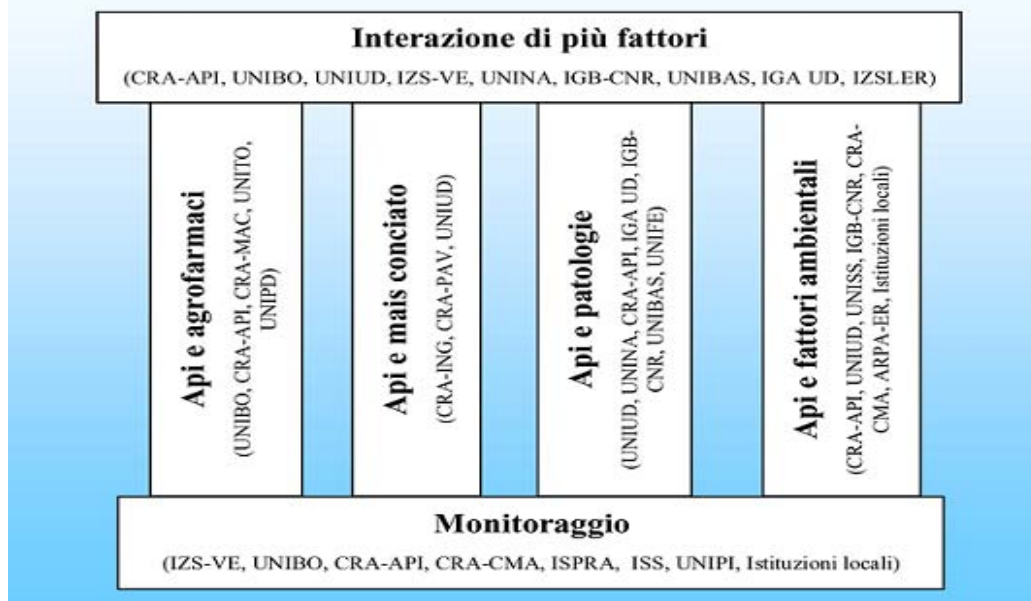 Interazione di più fattori
(CRA-API, UNIBO, UNIUD, IZS-VE, UNINA, IGB-CNR, UNIBAS, IGA UD, IZSLER)
Api e agrofarmaci
(UNIBO, CRA-API, CRA-MAC, UNITO,
UNIPD)
Api e mais conciato
(CRA-ING, CRA-PAV, UNIUD)
Api e patologie
(UNIUD, UNINA, CRA-API, IGA UD, IGB-
CNR, UNIBAS, UNIFE)
Api e fattori ambientali
(CRA-API, UNIUD, UNISS, IGB-CNR, CRA-
CMA, ARPA-ER, Istituzioni locali)
Monitoraggio
(IZS-VE, UNIBO, CRA-API, CRA-CMA, ISPRA, ISS, UNIPI, Istituzioni locali)